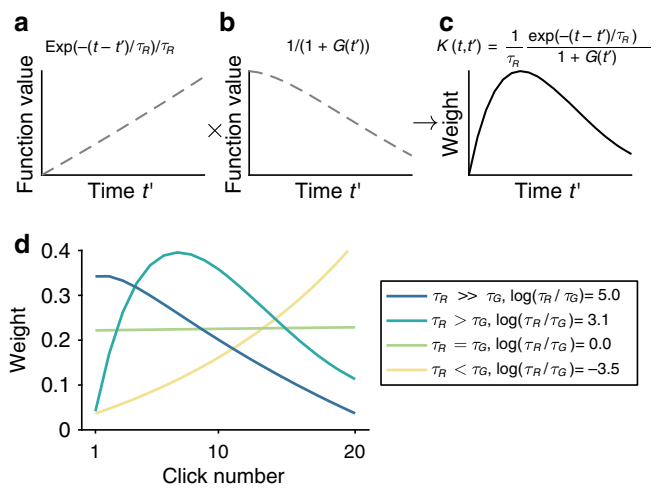 a
b
c
Exp(−(t − t′)/τR)/τR
1/(1 + G(t′))
K(t,t′) = 1/τR exp(−(t − t′)/τR)/1 + G(t′)
Function value
Time t'
×
Function value
Time t'
→
Weight
Time t'
d
Weight
0.4
0.3
0.2
0.1
0
1
10
20
Click number
τR >> τG, log(τR/τG)= 5.0
τR > τG, log(τR/τG)= 3.1
τR = τG, log(τR/τG)= 0.0
τR < τG, log(τR/τG)= −3.5